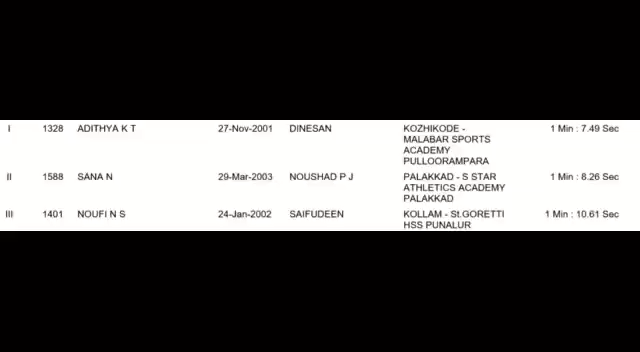 I 1328 ADITHYA K T 27-Nov-2001 DINESAN KOZHIKODE - 1 Min : 7.49 Sec
MALABAR SPORTS
ACADEMY
PULLOORAMPARA
II 1588 SANA N 29-Mar-2003 NOUSHAD P J PALAKKAD - S STAR 1 Min : 8.26 Sec
ATHLETICS ACADEMY
PALAKKAD
III 1401 NOUFI N S 24-Jan-2002 SAIFUDEEN KOLLAM - St.GORETTI 1 Min : 10.61 Sec
HSS PUNALUR